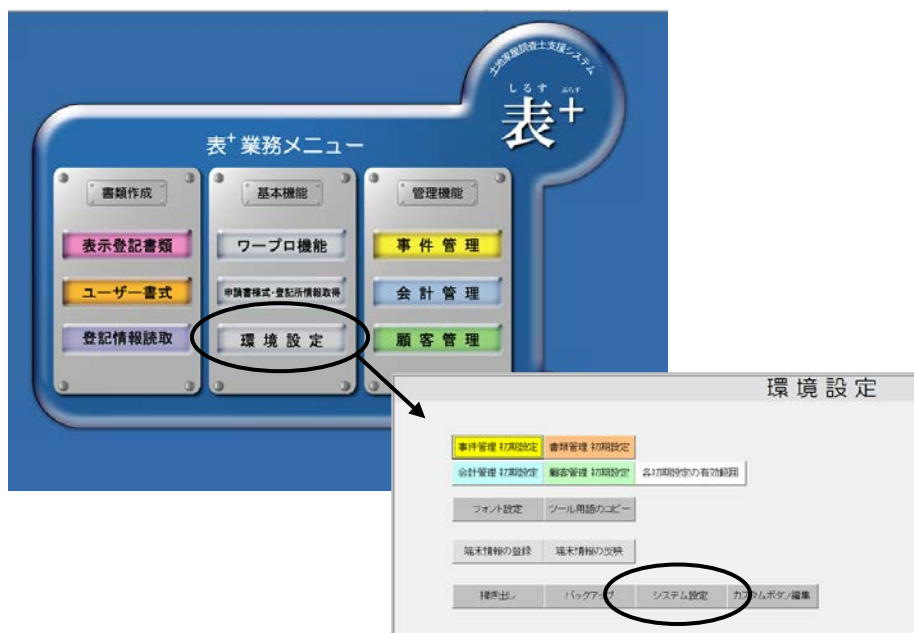 土地家屋調査士支援システム
しるす ぷらす
表+
表+業務メニュー
書類作成 基本機能 管理機能
表示登記書類 ワープロ機能 事件管理
ユーザー書式 申請書様式・登記所情報取得 会計管理
登記情報読取 環境設定 顧客管理
環境設定
事件管理 初期設定 書類管理 初期設定
会計管理 初期設定 顧客管理 初期設定 各初期設定の有効範囲
フォント設定 ツール用語のコピー
端末情報の登録 端末情報の反映
掃き出し バックアップ システム設定 カスタムボタン編集